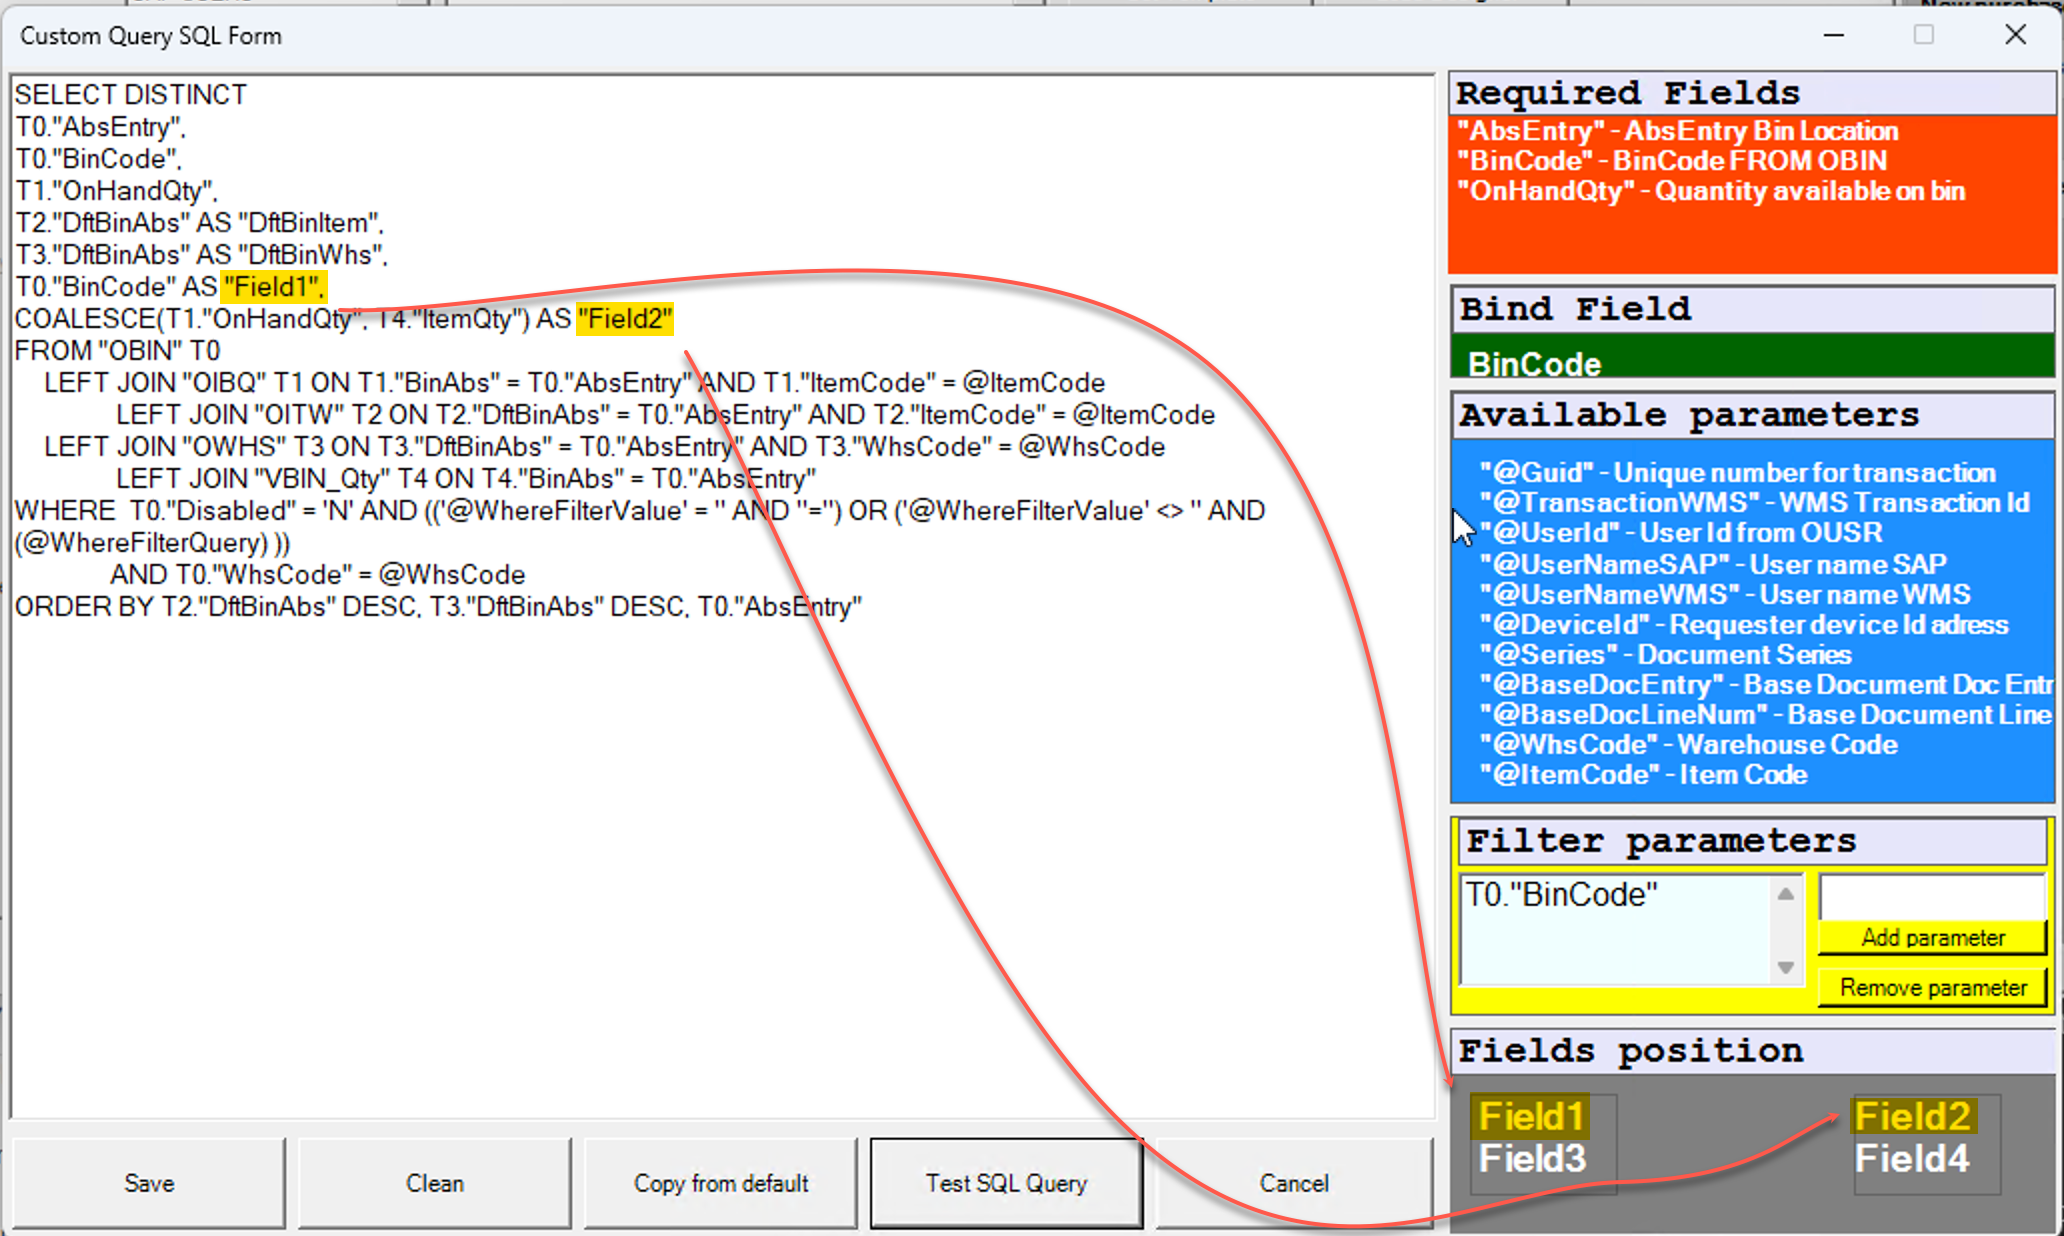 Custom Query SQL Form
SELECT DISTINCT
T0."AbsEntry",
T0."BinCode",
T1."OnHandQty",
T2."DftBinAbs" AS "DftBinItem",
T3."DftBinAbs" AS "DftBinWhs",
T0."BinCode" AS "Field1",
COALESCE(T1."OnHandQty", T4."ItemQty") AS "Field2"
FROM "OBIN" T0
LEFT JOIN "OIBQ" T1 ON T1."BinAbs" = T0."AbsEntry" AND T1."ItemCode" = @ItemCode
LEFT JOIN "OITW" T2 ON T2."DftBinAbs" = T0."AbsEntry" AND T2."ItemCode" = @ItemCode
LEFT JOIN "OWHS" T3 ON T3."DftBinAbs" = T0."AbsEntry" AND T3."WhsCode" = @WhsCode
LEFT JOIN "VBIN_Qty" T4 ON T4."BinAbs" = T0."AbsEntry"
WHERE  T0."Disabled" = 'N' AND (('@WhereFilterValue' = '' AND ''='') OR ('@WhereFilterValue' <> '' AND
(@WhereFilterQuery) ))
AND T0."WhsCode" = @WhsCode
ORDER BY T2."DftBinAbs" DESC, T3."DftBinAbs" DESC, T0."AbsEntry"
Save
Clean
Copy from default
Test SQL Query
Cancel
Required Fields
"AbsEntry" - AbsEntry Bin Location
"BinCode" - BinCode FROM OBIN
"OnHandQty" - Quantity available on bin
Bind Field
BinCode
Available parameters
"@Guid" - Unique number for transaction
"@TransactionWMS" - WMS Transaction Id
"@UserId" - User Id from OUSR
"@UserNameSAP" - User name SAP
"@UserNameWMS" - User name WMS
"@DeviceId" - Requester device Id adress
"@Series" - Document Series
"@BaseDocEntry" - Base Document Doc Entr
"@BaseDocLineNum" - Base Document Line
"@WhsCode" - Warehouse Code
"@ItemCode" - Item Code
Filter parameters
T0."BinCode"
Add parameter
Remove parameter
Fields position
Field1
Field2
Field3
Field4